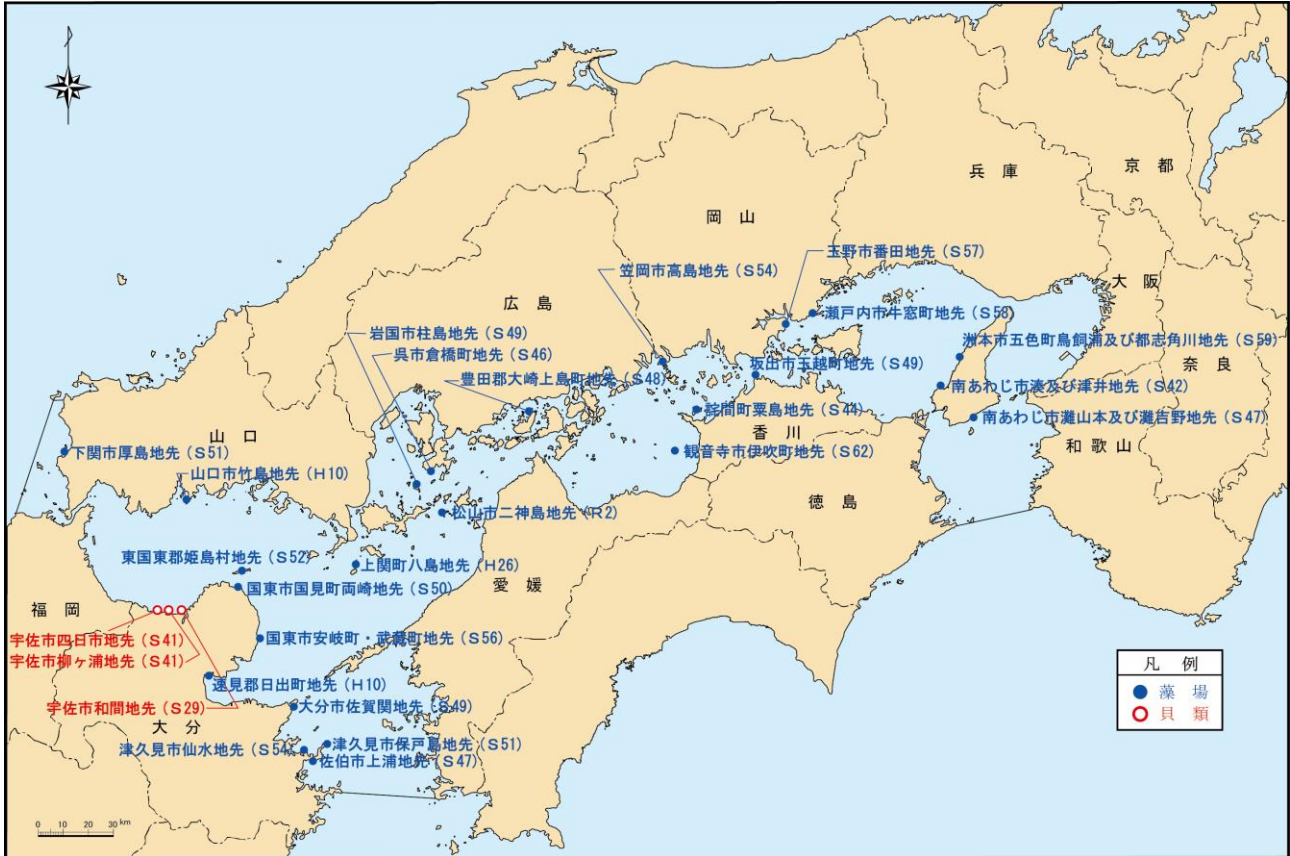 京 都
兵 庫
岡 山
玉野市番田地先(S57)
笠岡市高島地先(S54)
大 阪
広 島
瀬戸内市牛窓町地先(S58)
岩国市柱島地先(S49)
洲本市五色町鳥飼浦及び都志角川地先(S59)
呉市倉橋町地先(S46)
坂出市王越町地先(S49)
奈 良
豊田郡大崎上島町地先(S48)
南あわじ市湊及び津井地先(S42)
詫間町粟島地先(S44)
南あわじ市灘山本及び灘吉野地先(S47)
香 川
山 口
和 歌 山
下関市厚島地先(S51)
観音寺市伊吹町地先(S62)
山口市竹島地先(H10)
徳 島
松山市二神島地先(R2)
東国東郡姫島村地先(S52)
上関町八島地先(H26)
国東市国見町両崎地先(S50)
愛 媛
福 岡
宇佐市四日市地先(S41)
国東市安岐町・武蔵町地先(S56)
宇佐市柳ヶ浦地先(S41)
凡 例
速見郡日出町地先(H10)
藻 場
宇佐市和間地先(S29)
大分市佐賀関地先(S49)
貝 類
大 分
津久見市保戸島地先(S51)
津久見市仙水地先(S54)
佐伯市上浦地先(S47)
0 10 20 30 km